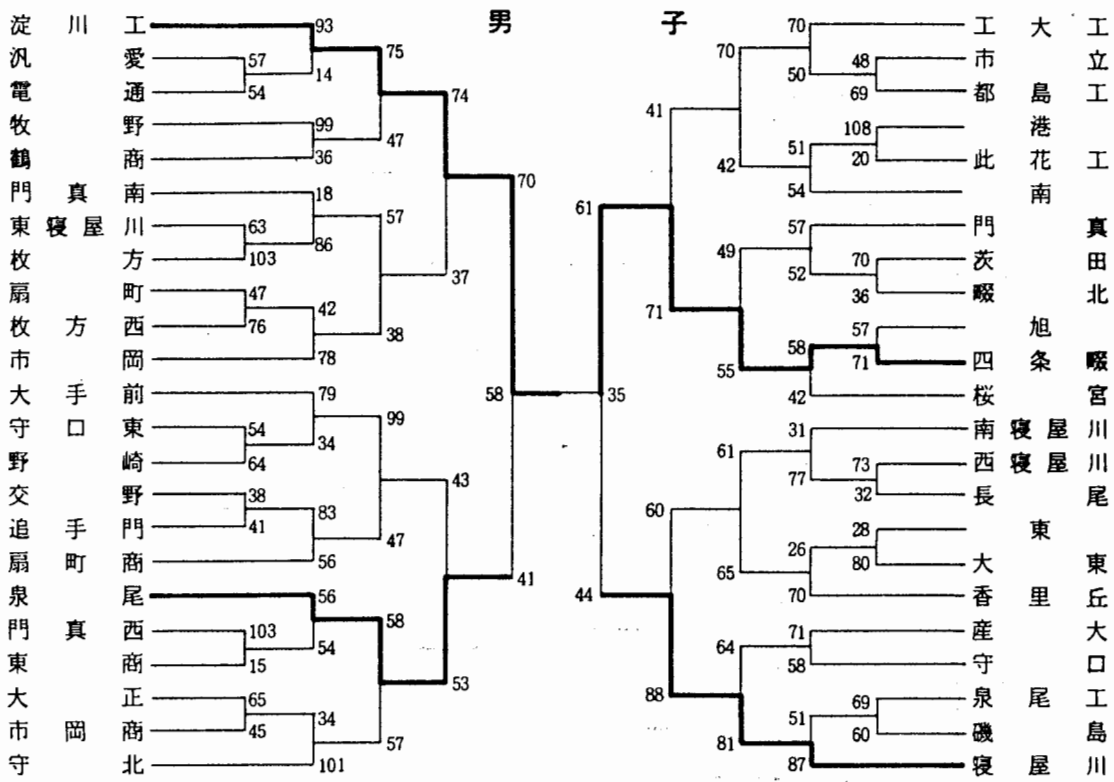 男 子
淀川工 93 75 70 工大工
汎愛 57 14 74 70 50 48 市立
電通 54 41 69 都島工
牧野 99 47 108 港
鶴商 36 70 42 51 20 此花工
門真南 18 57 61 54 南
東寝屋川 63 86 57 門真
枚方 103 37 49 52 70 茨田
扇町 47 42 71 36 畷北
枚方西 76 38 58 57 旭
市岡 78 55 71 四条畷
大手前 79 99 58 35 42 桜宮
守口東 54 34 61 31 南寝屋川
野崎 64 43 77 73 西寝屋川
交野 38 83 60 32 長尾
追手門 41 47 26 28 東
扇町商 56 41 65 80 大東
泉尾 56 58 44 70 香里丘
門真西 103 54 64 71 産大
東商 15 53 88 58 守口
大正 65 34 51 69 泉尾工
市岡商 45 57 81 60 磯島
守北 101 87 寝屋川